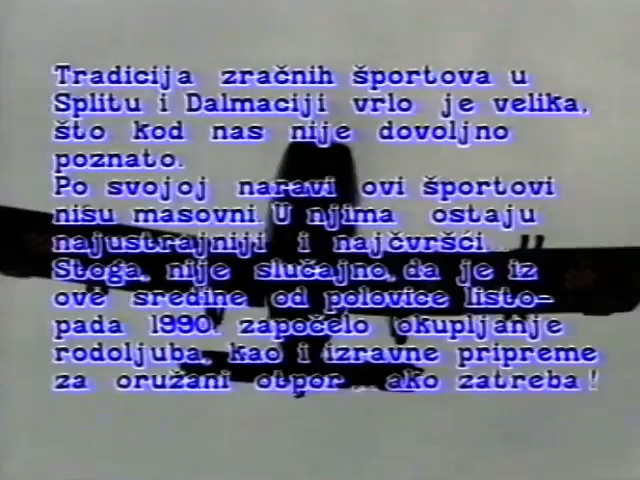 Tradicija zračnih športova u
Splitu i Dalmaciji vrlo je velika,
što kod nas nije dovoljno
poznato.
Po svojoj naravi ovi športovi
nisu masovni. U njima ostaju
najustrajniji i najčvršći...
Stoga, nije slučajno, da je iz
ove sredine od polovice listo-
pada 1990. započelo okupljanje
rodoljuba, kao i izravne pripreme
za oružani otpor... ako zatreba!